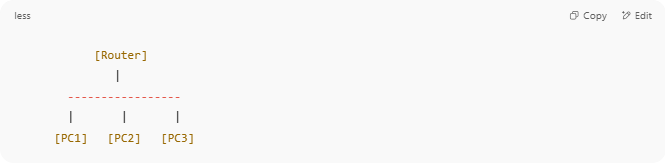 less
Copy
Edit
[Router]
|
-----------------
| | |
[PC1] [PC2] [PC3]